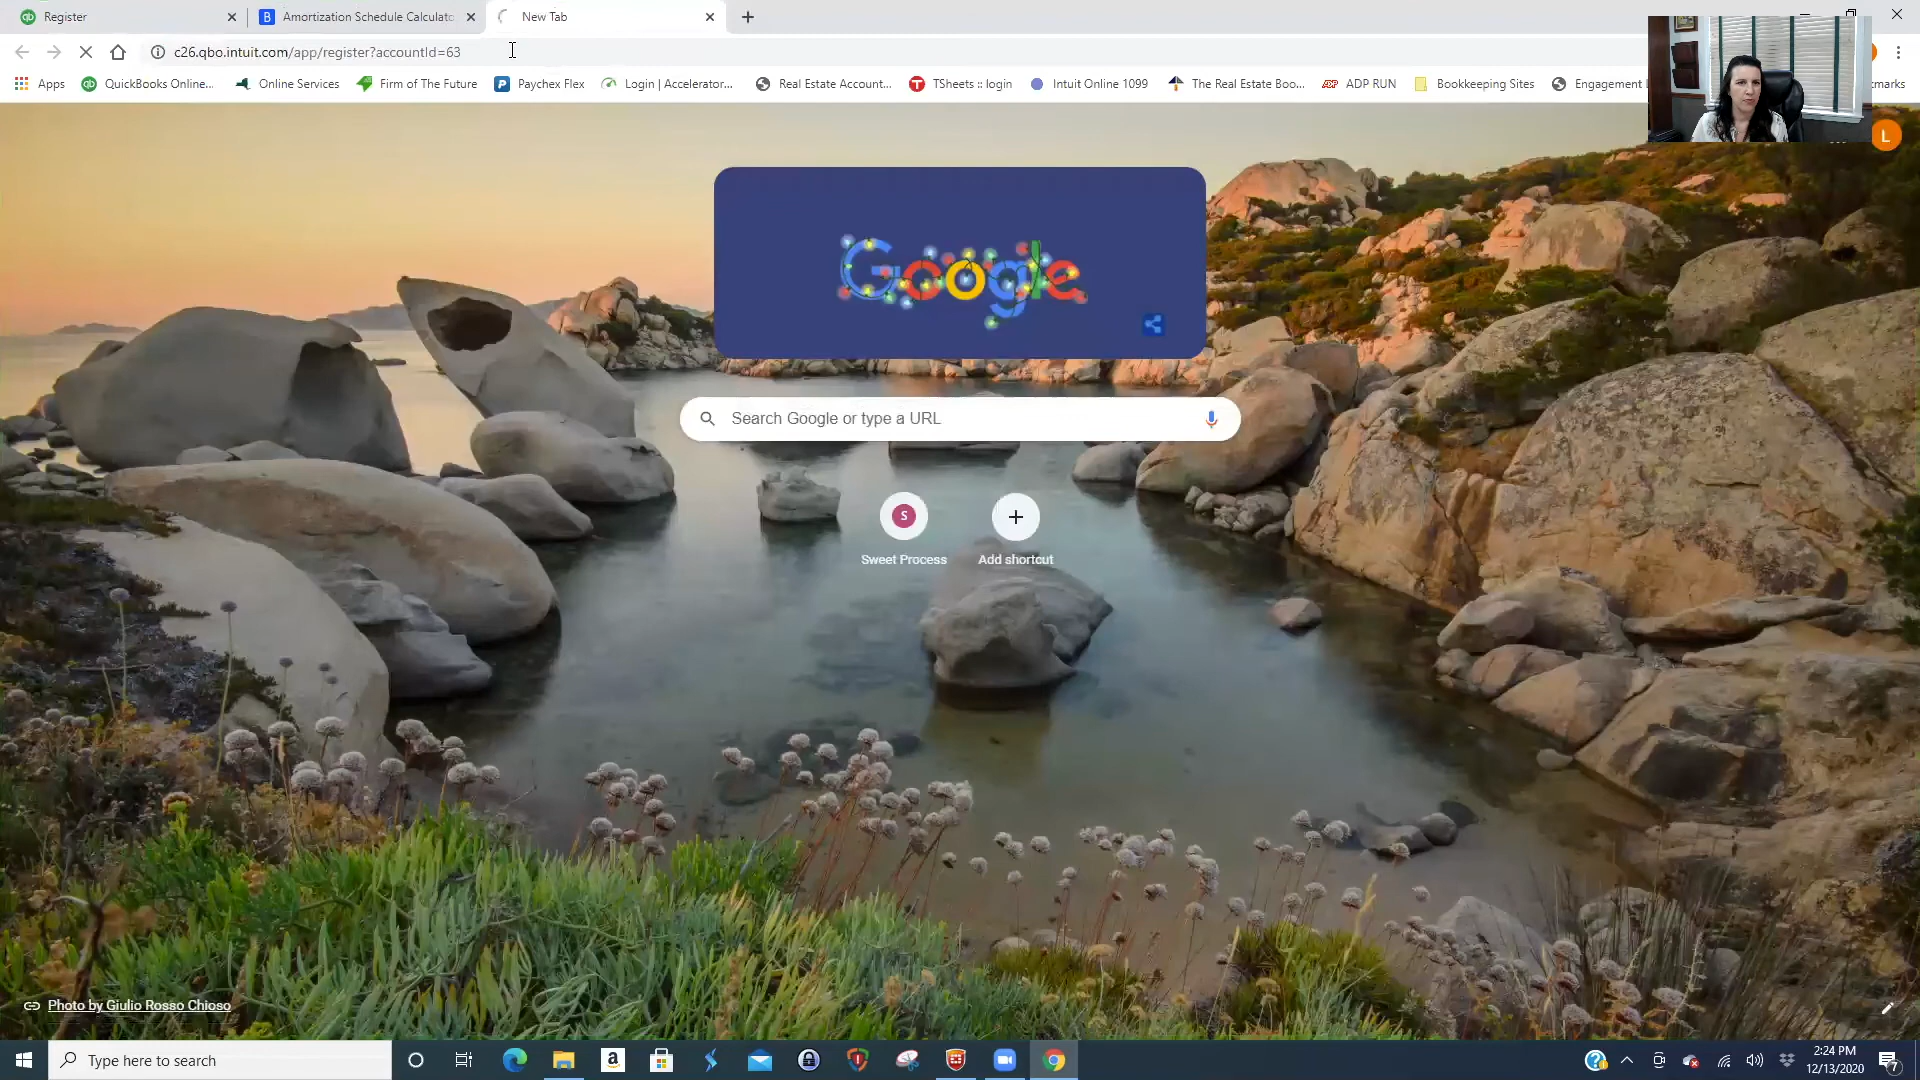 Register
Amortization Schedule Calculato
New Tab
c26.qbo.intuit.com/app/register?accountId=63
Apps
QuickBooks Online...
Online Services
Firm of The Future
Paychex Flex
Login | Accelerator...
Real Estate Account...
TSheets :: login
Intuit Online 1099
The Real Estate Boo...
ADP RUN
Bookkeeping Sites
Engagement
kmarks
L
Google
Search Google or type a URL
S
Sweet Process
Add shortcut
Photo by Giulio Rosso Chioso
Type here to search
2:24 PM
12/13/2020
7